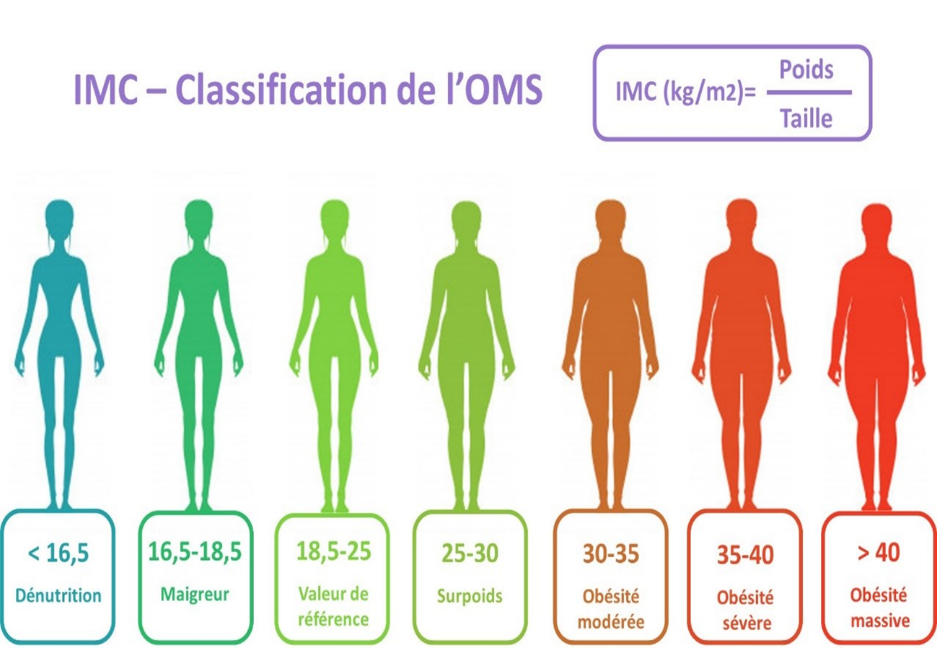 IMC – Classification de l'OMS
IMC (kg/m2)=
Poids
Taille
< 16,5
Dénutrition
16,5-18,5
Maigreur
18,5-25
Valeur de
référence
25-30
Surpoids
30-35
Obésité
modérée
35-40
Obésité
sévère
> 40
Obésité
massive